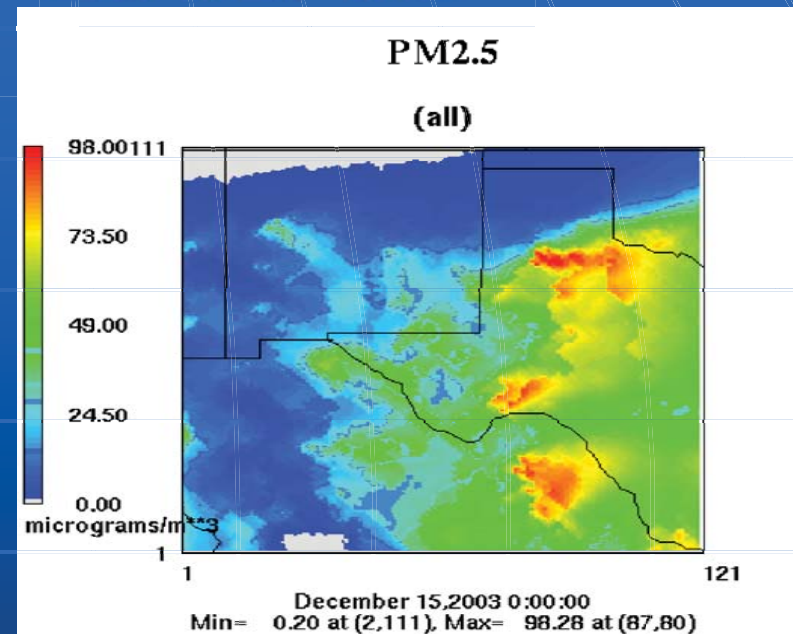 PM2.5
(all)
98.00111
73.50
49.00
24.50
0.00
micrograms/m**3
1
1 121
December 15,2003 0:00:00
Min= 0.20 at (2,111), Max= 98.28 at (87,80)